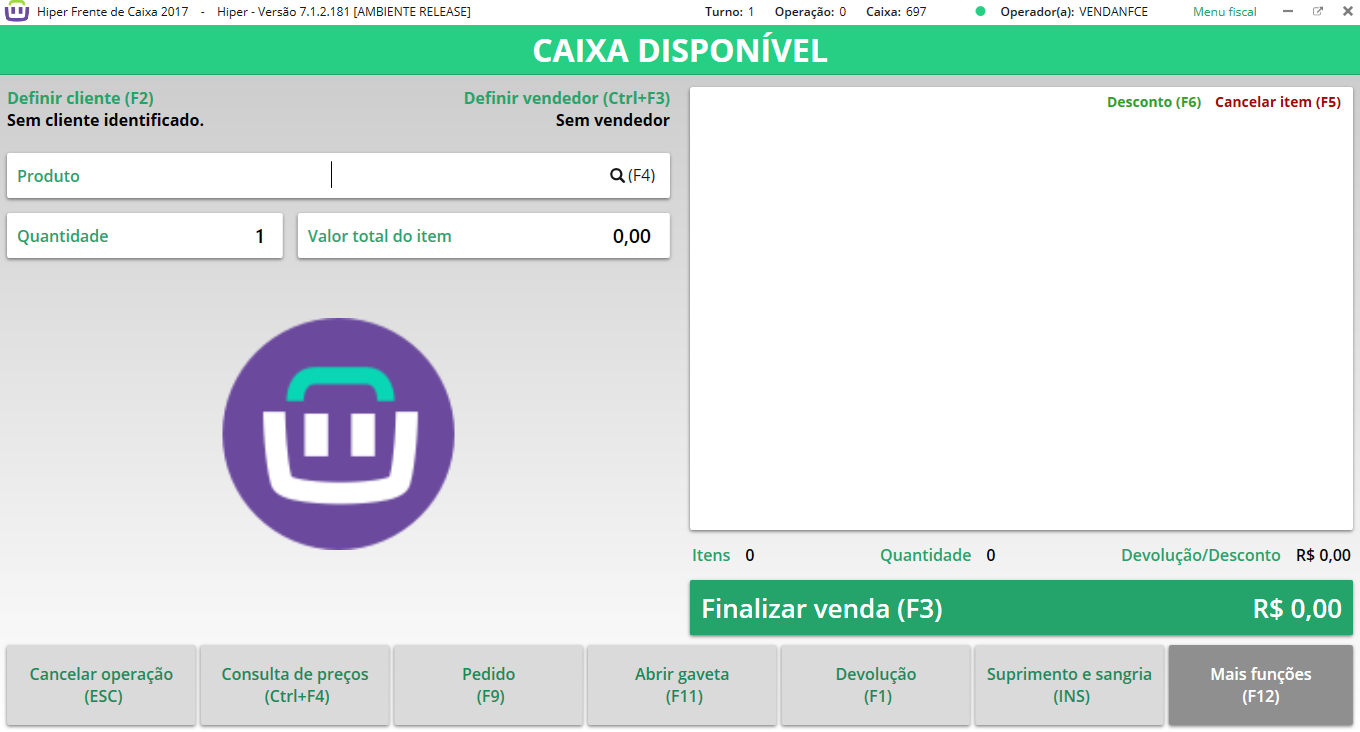 Hiper Frente de Caixa 2017 - Hiper - Versão 7.1.2.181 [AMBIENTE RELEASE] Turno: 1 Operação: 0 Caixa: 697 Operador(a): VENDANFCE Menu fiscal
CAIXA DISPONÍVEL
Definir cliente (F2) Definir vendedor (Ctrl+F3)
Sem cliente identificado. Sem vendedor
Produto (F4)
Quantidade 1 Valor total do item 0,00
Desconto (F6) Cancelar item (F5)
Itens 0 Quantidade 0 Devolução/Desconto R$ 0,00
Finalizar venda (F3) R$ 0,00
Cancelar operação
(ESC)
Consulta de preços
(Ctrl+F4)
Pedido
(F9)
Abrir gaveta
(F11)
Devolução
(F1)
Suprimento e sangria
(INS)
Mais funções
(F12)